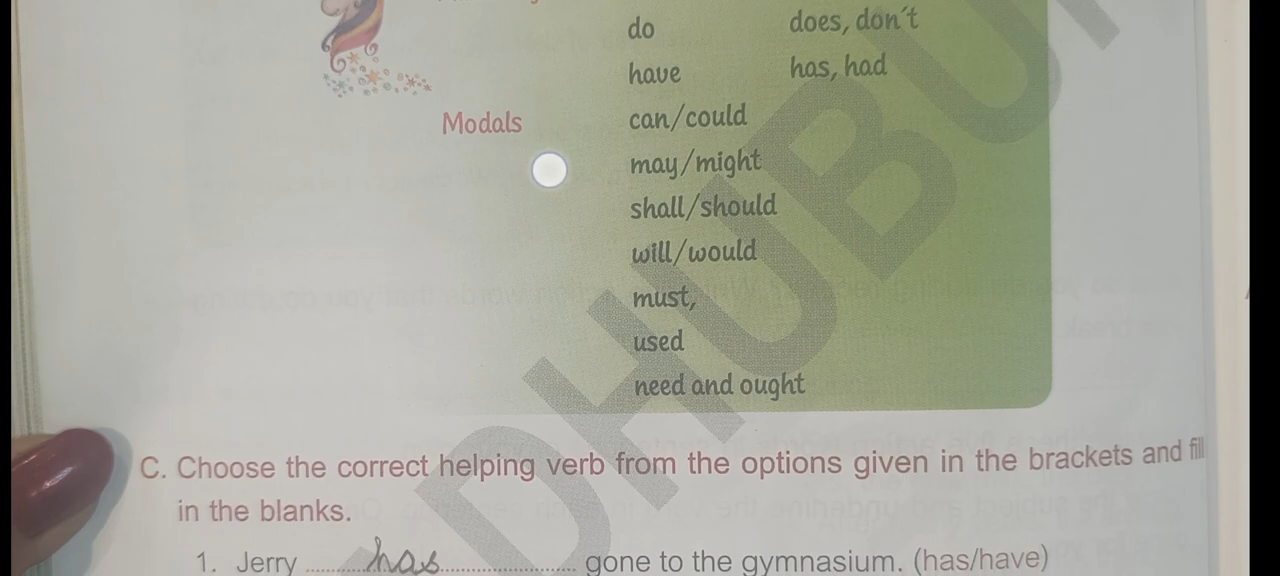 do does, don't
have has, had
Modals can/could
may/might
shall/should
will/would
must,
used
need and ought
C. Choose the correct helping verb from the options given in the brackets and fill
in the blanks.
1. Jerry ........has........ gone to the gymnasium. (has/have)
DHUBU